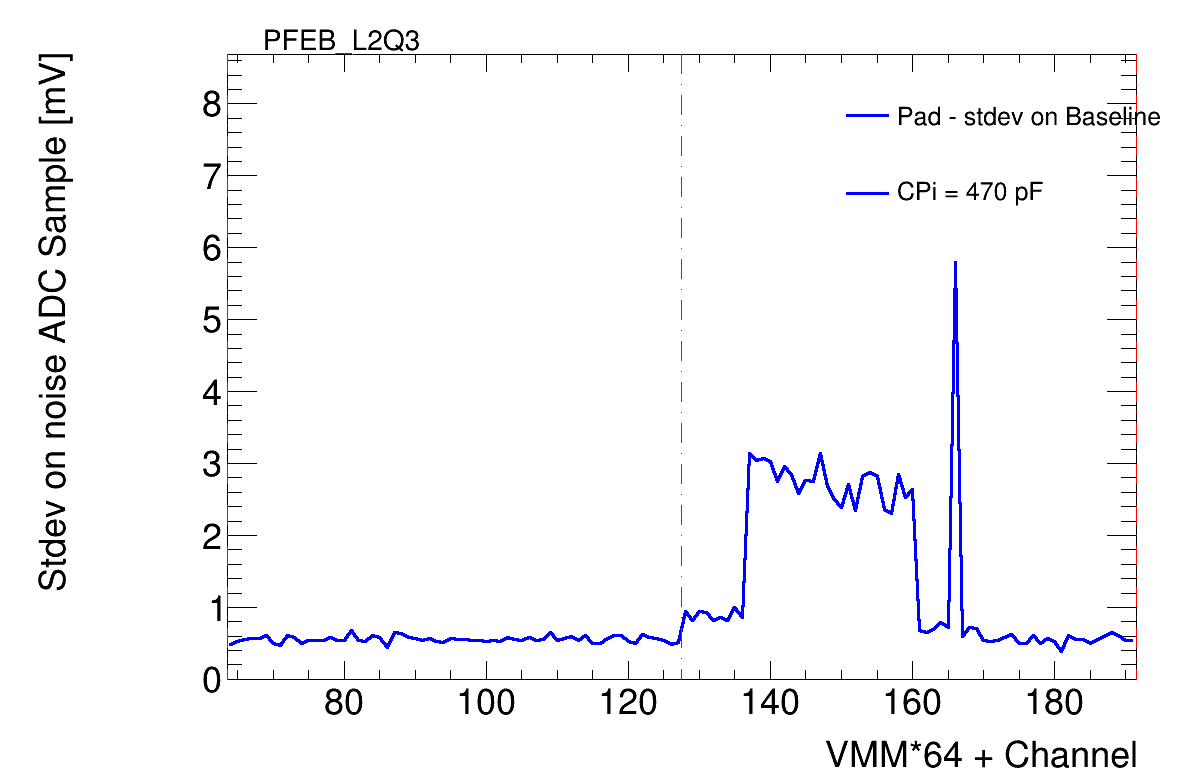 PFEB_L2Q3
Stdev on noise ADC Sample [mV]
8
7
6
5
4
3
2
1
0
Pad - stdev on Baseline
CPi = 470 pF
80 100 120 140 160 180
VMM*64 + Channel